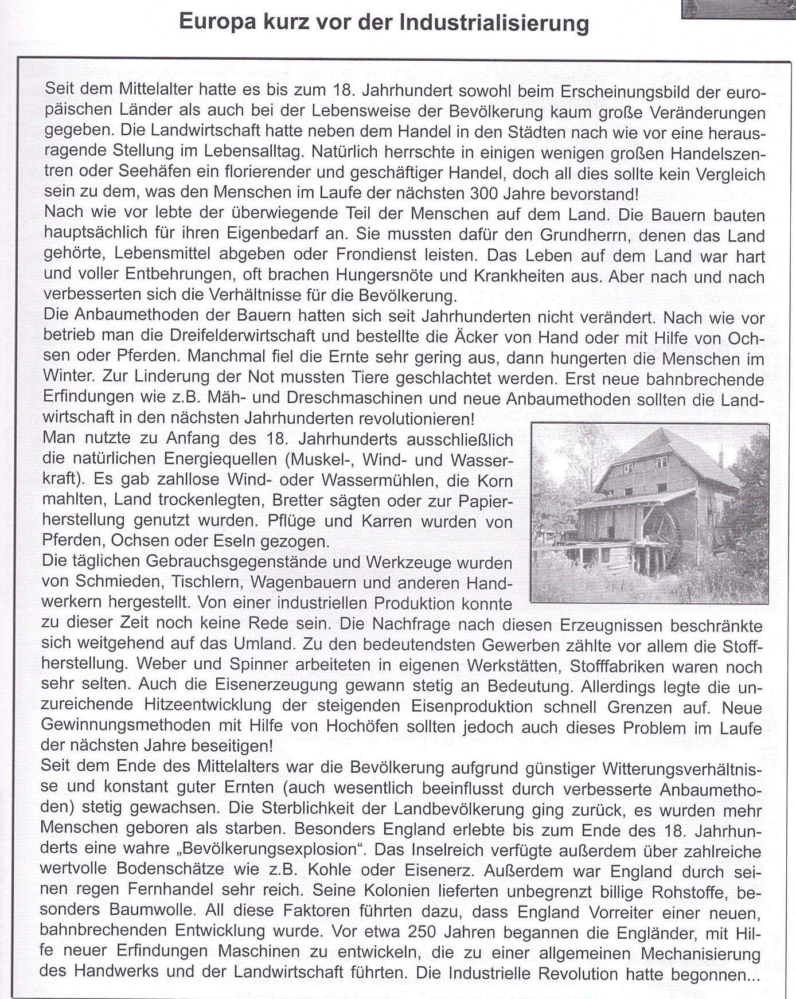 Europa kurz vor der Industrialisierung
Seit dem Mittelalter hatte es bis zum 18. Jahrhundert sowohl beim Erscheinungsbild der euro-
päischen Länder als auch bei der Lebensweise der Bevölkerung kaum große Veränderungen
gegeben. Die Landwirtschaft hatte neben dem Handel in den Städten nach wie vor eine heraus-
ragende Stellung im Lebensalltag. Natürlich herrschte in einigen wenigen großen Handelszen-
tren oder Seehäfen ein florierender und geschäftiger Handel, doch all dies sollte kein Vergleich
sein zu dem, was den Menschen im Laufe der nächsten 300 Jahre bevorstand!
Nach wie vor lebte der überwiegende Teil der Menschen auf dem Land. Die Bauern bauten
hauptsächlich für ihren Eigenbedarf an. Sie mussten dafür den Grundherrn, denen das Land
gehörte, Lebensmittel abgeben oder Frondienst leisten. Das Leben auf dem Land war hart
und voller Entbehrungen, oft brachen Hungersnöte und Krankheiten aus. Aber nach und nach
verbesserten sich die Verhältnisse für die Bevölkerung.
Die Anbaumethoden der Bauern hatten sich seit Jahrhunderten nicht verändert. Nach wie vor
betrieb man die Dreifelderwirtschaft und bestellte die Äcker von Hand oder mit Hilfe von Och-
sen oder Pferden. Manchmal fiel die Ernte sehr gering aus, dann hungerten die Menschen im
Winter. Zur Linderung der Not mussten Tiere geschlachtet werden. Erst neue bahnbrechende
Erfindungen wie z.B. Mäh- und Dreschmaschinen und neue Anbaumethoden sollten die Land-
wirtschaft in den nächsten Jahrhunderten revolutionieren!
Man nutzte zu Anfang des 18. Jahrhunderts ausschließlich
die natürlichen Energiequellen (Muskel-, Wind- und Wasser-
kraft). Es gab zahllose Wind- oder Wassermühlen, die Korn
mahlten, Land trockenlegten, Bretter sägten oder zur Papier-
herstellung genutzt wurden. Pflüge und Karren wurden von
Pferden, Ochsen oder Eseln gezogen.
Die täglichen Gebrauchsgegenstände und Werkzeuge wurden
von Schmieden, Tischlern, Wagenbauern und anderen Hand-
werkern hergestellt. Von einer industriellen Produktion konnte
zu dieser Zeit noch keine Rede sein. Die Nachfrage nach diesen Erzeugnissen beschränkte
sich weitgehend auf das Umland. Zu den bedeutendsten Gewerben zählte vor allem die Stoff-
herstellung. Weber und Spinner arbeiteten in eigenen Werkstätten, Stofffabriken waren noch
sehr selten. Auch die Eisenerzeugung gewann stetig an Bedeutung. Allerdings legte die un-
zureichende Hitzeentwicklung der steigenden Eisenproduktion schnell Grenzen auf. Neue
Gewinnungsmethoden mit Hilfe von Hochöfen sollten jedoch auch dieses Problem im Laufe
der nächsten Jahre beseitigen!
Seit dem Ende des Mittelalters war die Bevölkerung aufgrund günstiger Witterungsverhältnis-
se und konstant guter Ernten (auch wesentlich beeinflusst durch verbesserte Anbaumetho-
den) stetig gewachsen. Die Sterblichkeit der Landbevölkerung ging zurück, es wurden mehr
Menschen geboren als starben. Besonders England erlebte bis zum Ende des 18. Jahrhun-
derts eine wahre „Bevölkerungsexplosion“. Das Inselreich verfügte außerdem über zahlreiche
wertvolle Bodenschätze wie z.B. Kohle oder Eisenerz. Außerdem war England durch sei-
nen regen Fernhandel sehr reich. Seine Kolonien lieferten unbegrenzt billige Rohstoffe, be-
sonders Baumwolle. All diese Faktoren führten dazu, dass England Vorreiter einer neuen,
bahnbrechenden Entwicklung wurde. Vor etwa 250 Jahren begannen die Engländer, mit Hil-
fe neuer Erfindungen Maschinen zu entwickeln, die zu einer allgemeinen Mechanisierung
des Handwerks und der Landwirtschaft führten. Die Industrielle Revolution hatte begonnen...